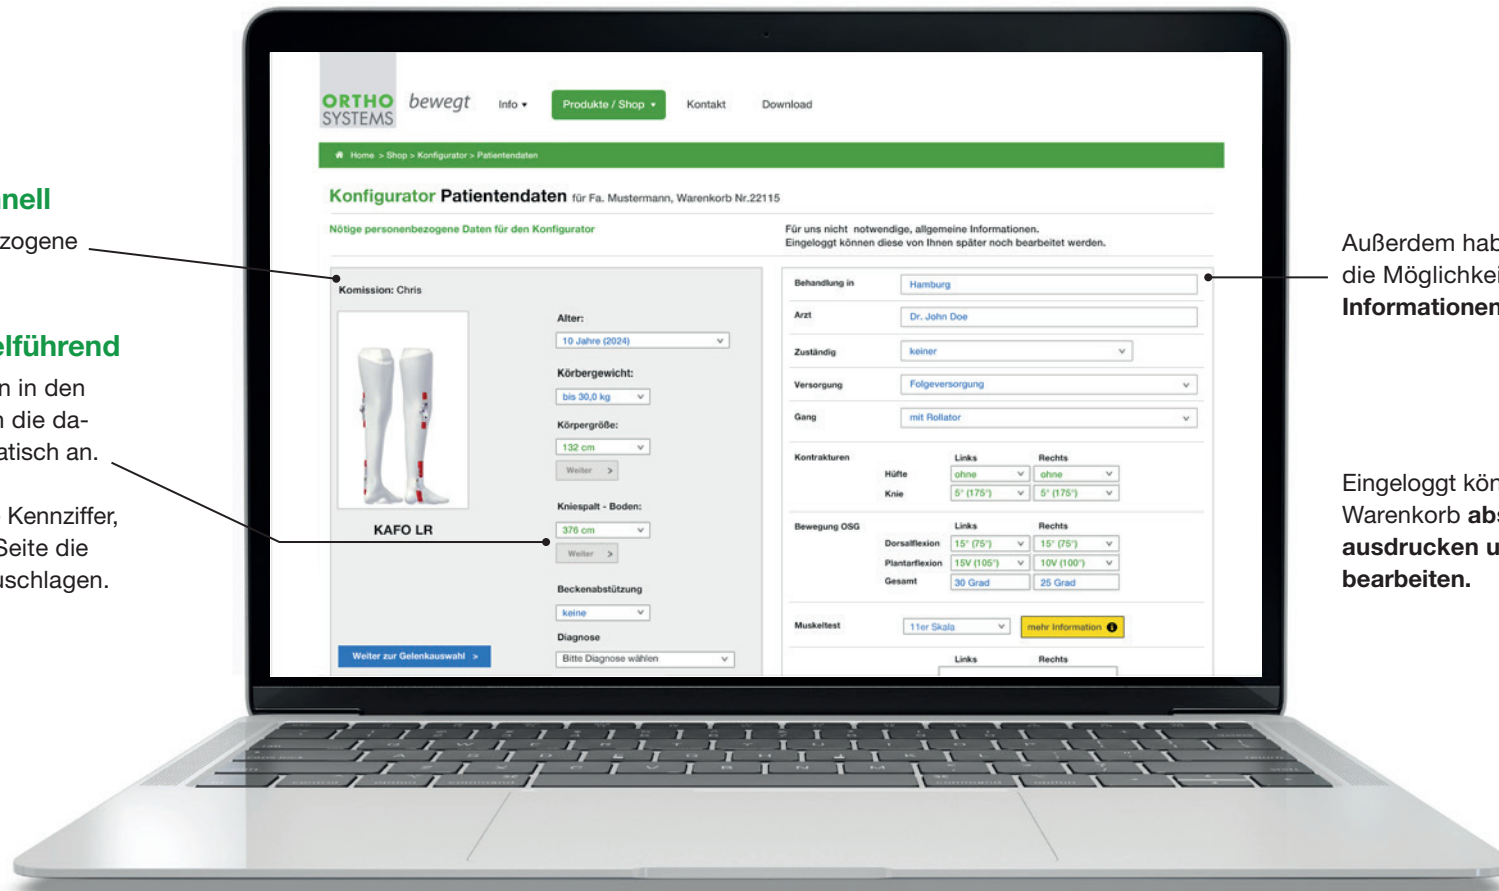 nell
zogene
elführend
n in den
n die da-
atisch an.
Kennziffer,
Seite die
uschlagen.
ORTHO
SYSTEMS
bewegt
Info
Produkte / Shop
Kontakt
Download
Home > Shop > Konfigurator > Patientendaten
Konfigurator Patientendaten für Fa. Mustermann, Warenkorb Nr.22115
Nötige personenbezogene Daten für den Konfigurator
Komission: Chris
KAFO LR
Weiter zur Gelenkauswahl >
Alter:
10 Jahre (2024)
Körbergewicht:
bis 30,0 kg
Körpergröße:
132 cm
Weiter >
Kniespalt - Boden:
376 cm
Weiter >
Beckenabstützung
keine
Diagnose
Bitte Diagnose wählen
Für uns nicht notwendige, allgemeine Informationen.
Eingeloggt können diese von Ihnen später noch bearbeitet werden.
Behandlung in Hamburg
Arzt Dr. John Doe
Zuständig keiner
Versorgung Folgeversorgung
Gang mit Rollator
Kontrakturen Links Rechts
Hüfte ohne ohne
Knie 5° (175°) 5° (175°)
Bewegung OSG Links Rechts
Dorsalflexion 15° (75°) 15° (75°)
Plantarflexion 15V (105°) 10V (100°)
Gesamt 30 Grad 25 Grad
Muskeltest 11er Skala mehr Information
Links Rechts
Außerdem hab
die Möglichkei
Informationen
Eingeloggt kön
Warenkorb abs
ausdrucken u
bearbeiten.